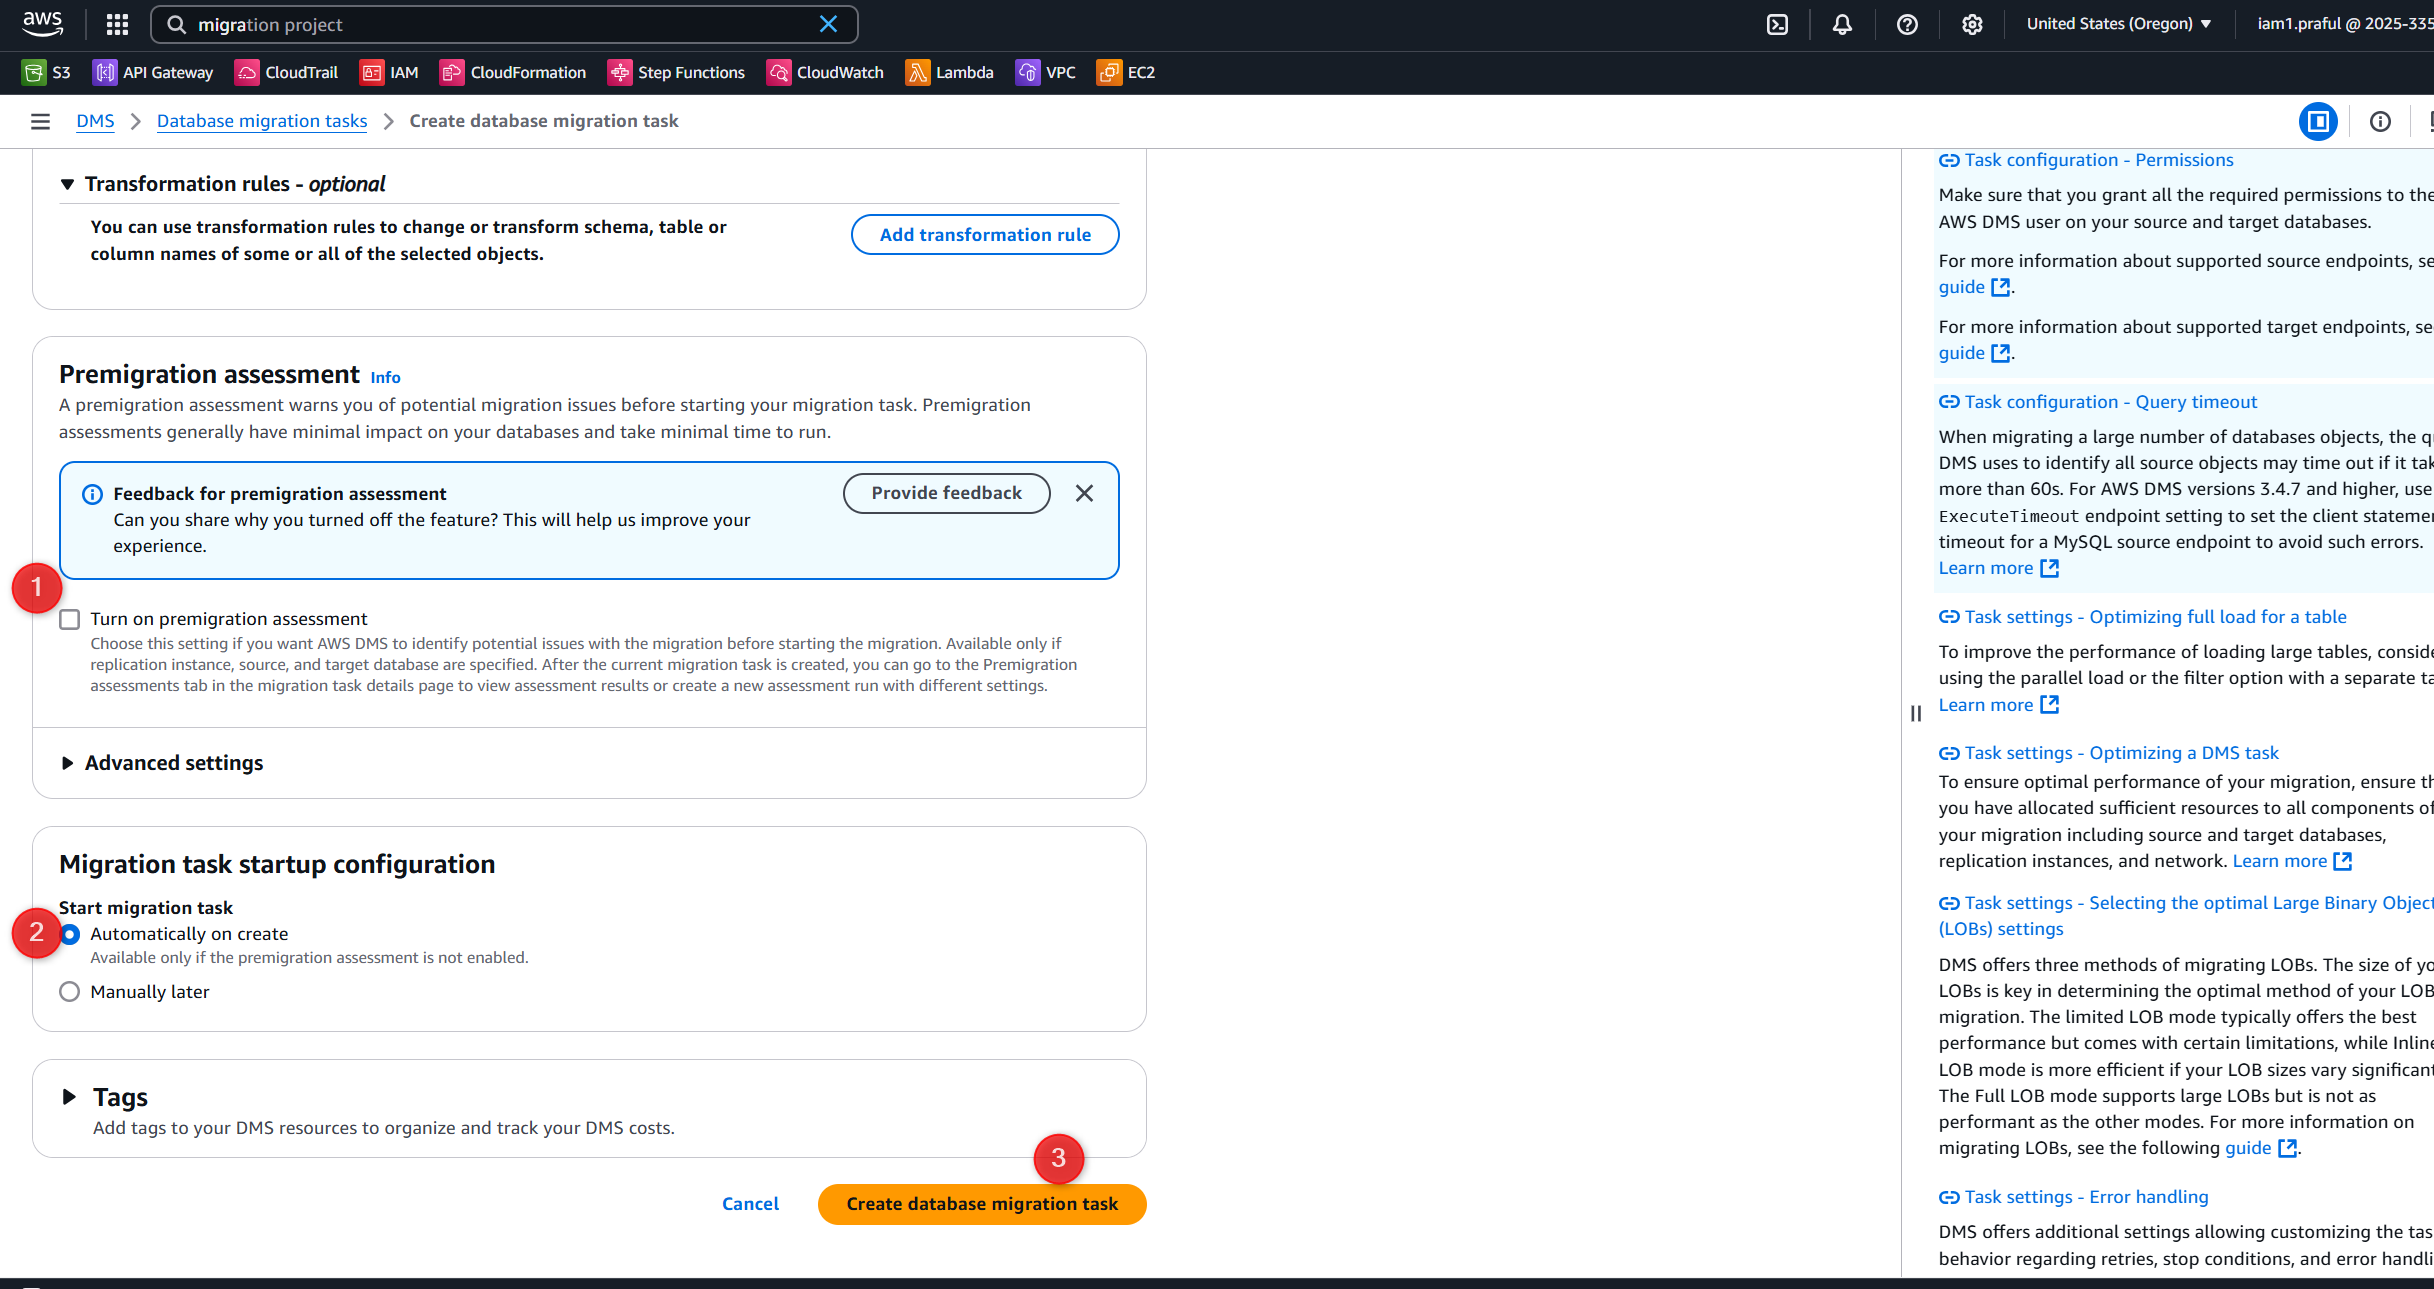 aws
migration project
United States (Oregon) ▼
iam1.praful @ 2025-335
S3
API Gateway
CloudTrail
IAM
CloudFormation
Step Functions
CloudWatch
Lambda
VPC
EC2
DMS > Database migration tasks > Create database migration task
Transformation rules - optional
You can use transformation rules to change or transform schema, table or
column names of some or all of the selected objects.
Add transformation rule
Premigration assessment Info
A premigration assessment warns you of potential migration issues before starting your migration task. Premigration
assessments generally have minimal impact on your databases and take minimal time to run.
Feedback for premigration assessment
Can you share why you turned off the feature? This will help us improve your
experience.
Provide feedback
1
Turn on premigration assessment
Choose this setting if you want AWS DMS to identify potential issues with the migration before starting the migration. Available only if
replication instance, source, and target database are specified. After the current migration task is created, you can go to the Premigration
assessments tab in the migration task details page to view assessment results or create a new assessment run with different settings.
Advanced settings
Migration task startup configuration
Start migration task
2
Automatically on create
Available only if the premigration assessment is not enabled.
Manually later
Tags
Add tags to your DMS resources to organize and track your DMS costs.
3
Cancel
Create database migration task
Task configuration - Permissions
Make sure that you grant all the required permissions to the
AWS DMS user on your source and target databases.
For more information about supported source endpoints, se
guide.
For more information about supported target endpoints, se
guide.
Task configuration - Query timeout
When migrating a large number of databases objects, the q
DMS uses to identify all source objects may time out if it tak
more than 60s. For AWS DMS versions 3.4.7 and higher, use
ExecuteTimeout endpoint setting to set the client stateme
timeout for a MySQL source endpoint to avoid such errors.
Learn more
Task settings - Optimizing full load for a table
To improve the performance of loading large tables, conside
using the parallel load or the filter option with a separate ta
Learn more
Task settings - Optimizing a DMS task
To ensure optimal performance of your migration, ensure th
you have allocated sufficient resources to all components of
your migration including source and target databases,
replication instances, and network. Learn more
Task settings - Selecting the optimal Large Binary Object
(LOBs) settings
DMS offers three methods of migrating LOBs. The size of yo
LOBs is key in determining the optimal method of your LOB
migration. The limited LOB mode typically offers the best
performance but comes with certain limitations, while Inline
LOB mode is more efficient if your LOB sizes vary significant
The Full LOB mode supports large LOBs but is not as
performant as the other modes. For more information on
migrating LOBs, see the following guide.
Task settings - Error handling
DMS offers additional settings allowing customizing the tas
behavior regarding retries, stop conditions, and error handli